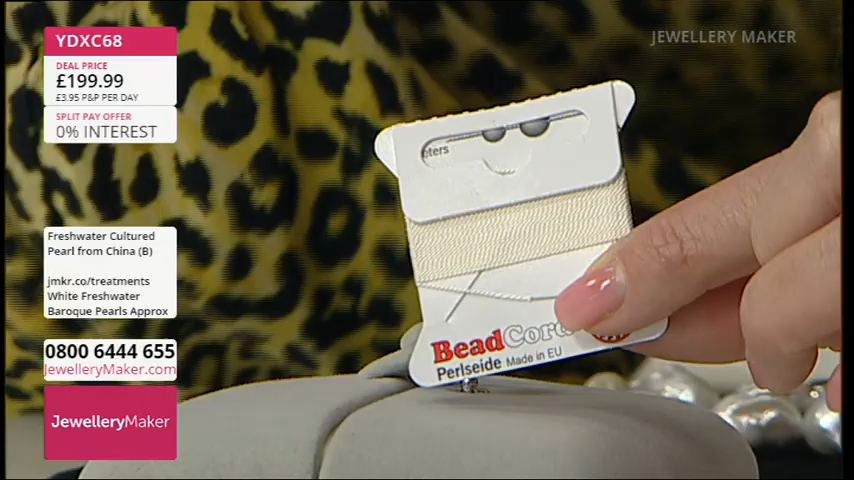 YDXC68
DEAL PRICE
£199.99
£3.95 P&P PER DAY
SPLIT PAY OFFER
0% INTEREST
Freshwater Cultured
Pearl from China (B)
jmkr.co/treatments
White Freshwater
Baroque Pearls Approx
0800 6444 655
JewelleryMaker.com
JewelleryMaker
JEWELLERY MAKER
eters
BeadCord
Perlseide Made in EU